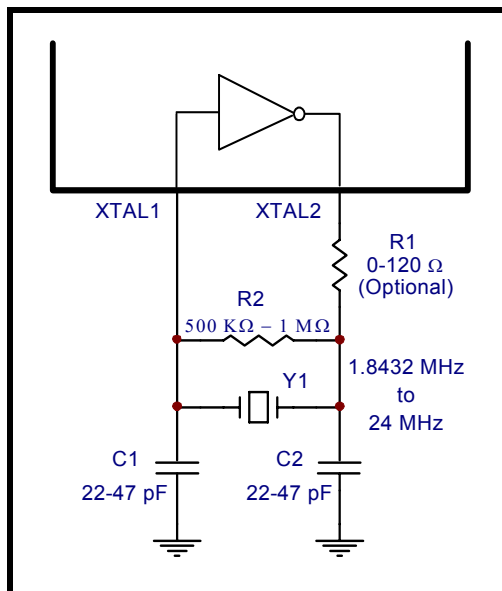 XTAL1
XTAL2
R1
0-120 Ω
(Optional)
R2
500 KΩ – 1 MΩ
Y1
1.8432 MHz
to
24 MHz
C1
22-47 pF
C2
22-47 pF